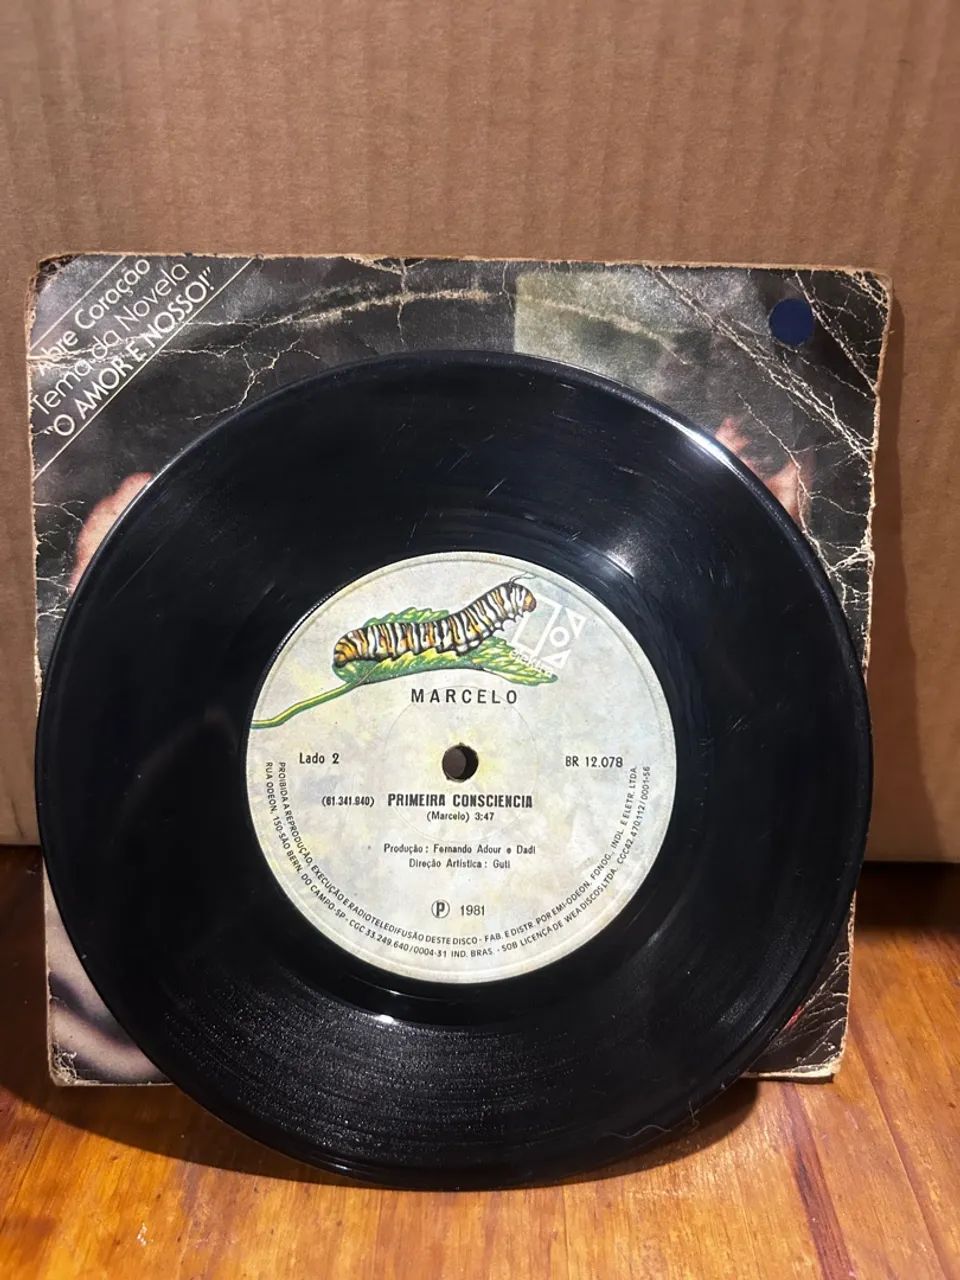 Abre Coração
Tema da Novela
"O AMOR É NOSSO!"
MARCELO
Lado 2
BR 12.078
(61.341.940) PRIMEIRA CONSCIENCIA
(Marcelo) 3:47
Produção : Fernando Adour e Dadi
Direção Artística : Guti
Ⓟ 1981
PROIBIDA A REPRODUÇÃO, EXECUÇÃO E RADIOTELEDIFUSÃO DESTE DISCO - FAB. E DISTR. POR EMI-ODEON, FONOG., INDL. E ELETR. LTDA.
RUA ODEON, 150-SÃO BERN. DO CAMPO-SP - CGC 33.249.640/0004-31 IND. BRAS. - SOB LICENÇA DE WEA DISCOS LTDA. CGC 42.470.112/0001-56